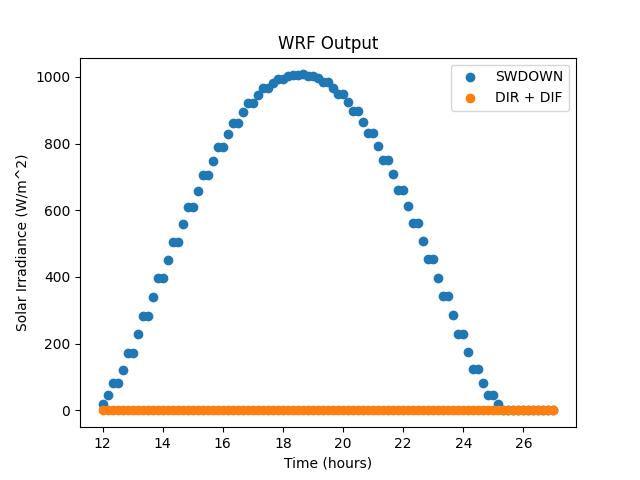 WRF Output
SWDOWN
DIR + DIF
Solar Irradiance (W/m^2)
1000
800
600
400
200
0
12 14 16 18 20 22 24 26
Time (hours)